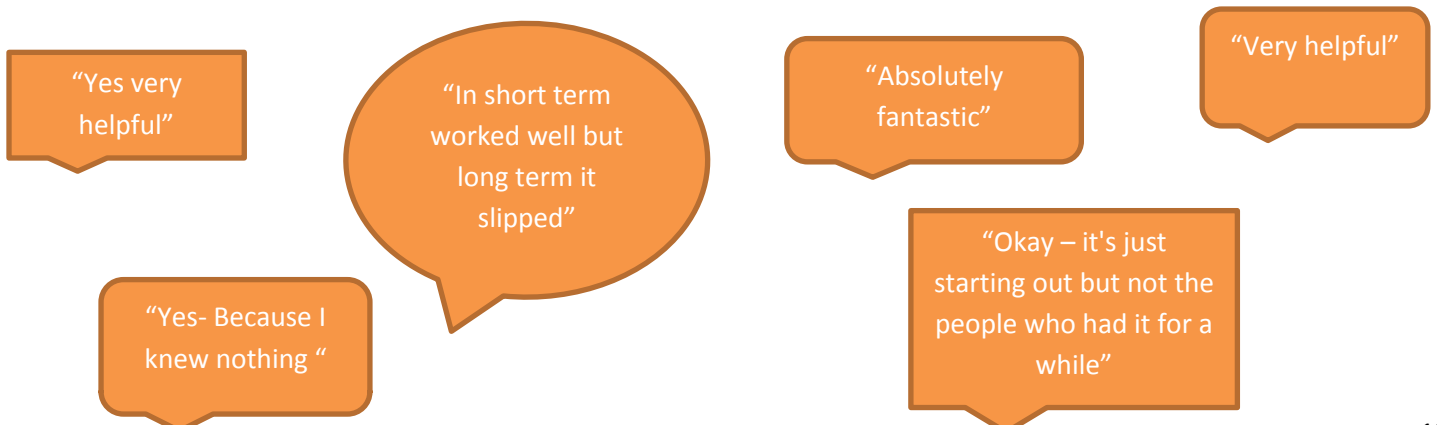 “Yes very
helpful”
“In short term
worked well but
long term it
slipped”
“Absolutely
fantastic”
“Very helpful”
“Yes- Because I
knew nothing “
“Okay – it's just
starting out but not the
people who had it for a
while”